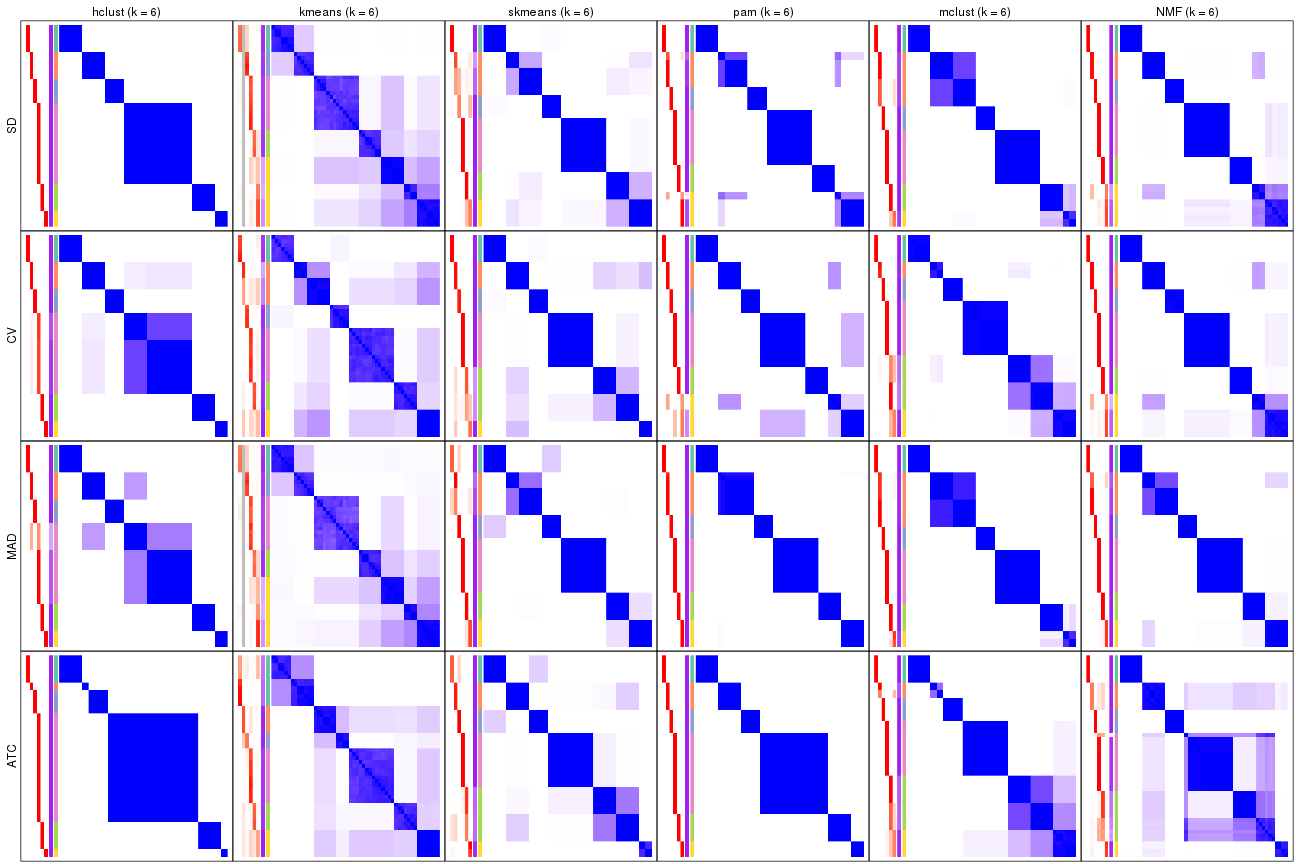 hclust (k = 6)
kmeans (k = 6)
skmeans (k = 6)
pam (k = 6)
mclust (k = 6)
NMF (k = 6)
SD
CV
MAD
ATC